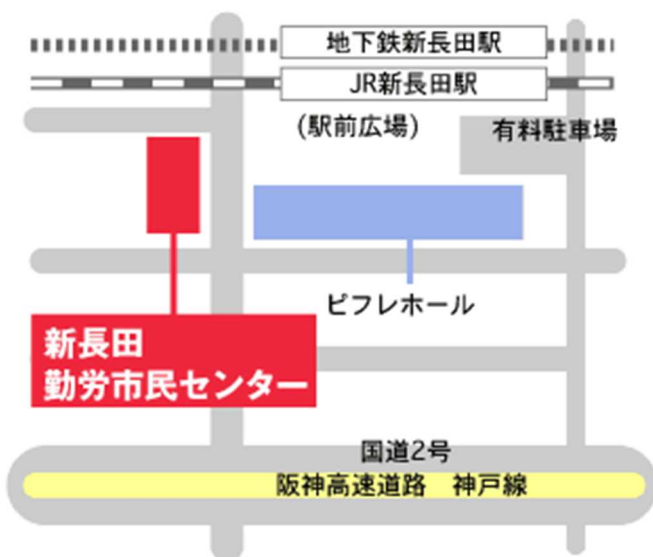 地下鉄新長田駅
JR新長田駅
(駅前広場)
有料駐車場
ピフレホール
新長田
勤労市民センター
国道2号
阪神高速道路 神戸線